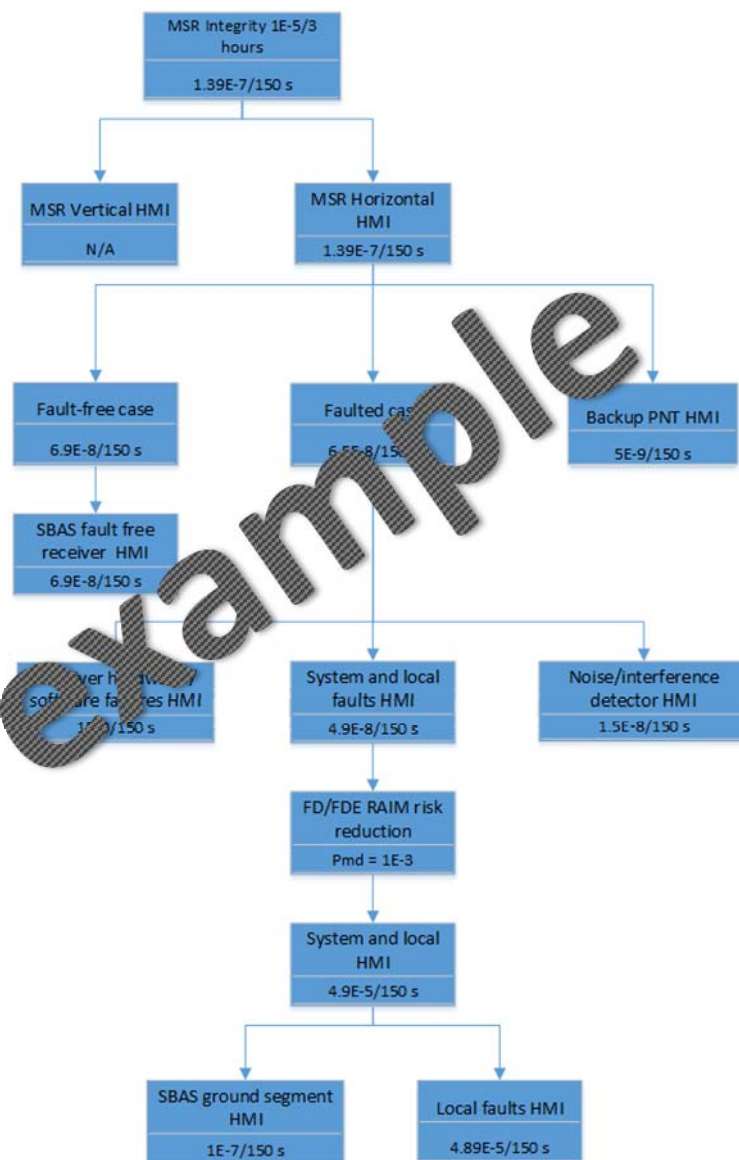 MSR Integrity 1E-5/3
hours
1.39E-7/150 s
MSR Vertical HMI
N/A
MSR Horizontal
HMI
1.39E-7/150 s
Fault-free case
6.9E-8/150 s
Faulted
Backup PNT HMI
5E-9/150 s
SBAS fault free
receiver HMI
6.9E-8/150 s
example
failures HMI
/150 s
System and local
faults HMI
4.9E-8/150 s
Noise/interference
detector HMI
1.5E-8/150 s
FD/FDE RAIM risk
reduction
Pmd = 1E-3
System and local
HMI
4.9E-5/150 s
SBAS ground segment
HMI
1E-7/150 s
Local faults HMI
4.89E-5/150 s